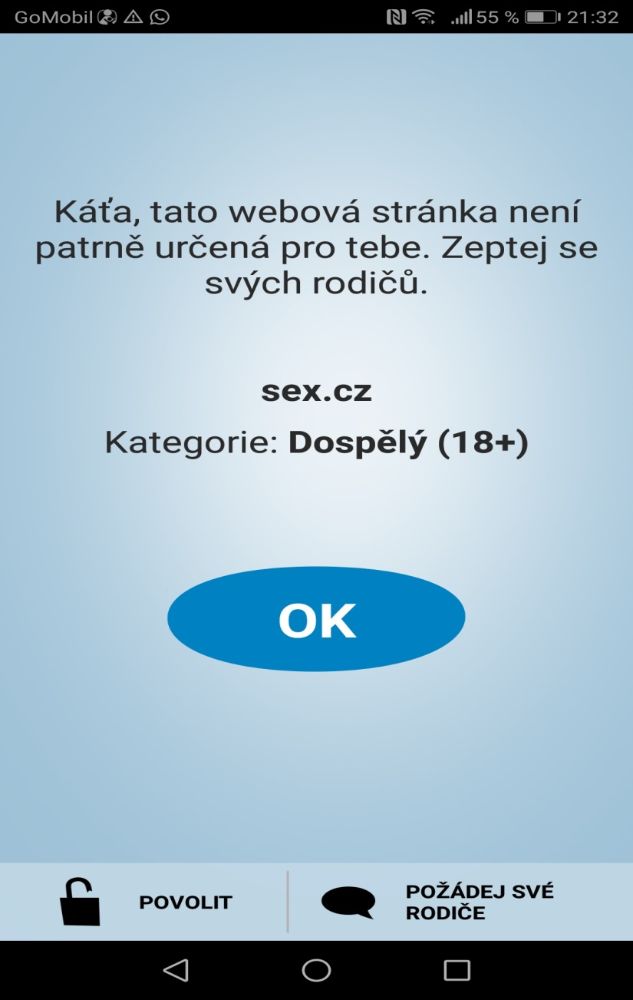 GoMobil 55 % 21:32
Káťa, tato webová stránka není
patrně určená pro tebe. Zeptej se
svých rodičů.
sex.cz
Kategorie: Dospělý (18+)
OK
POVOLIT
POŽÁDEJ SVÉ
RODIČE